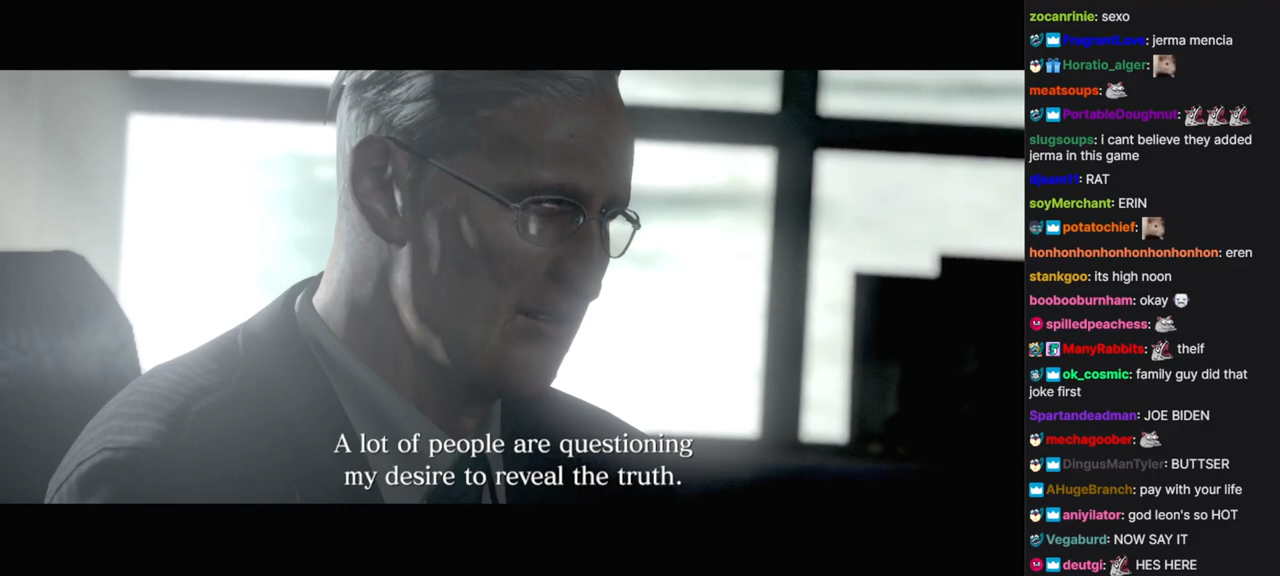 A lot of people are questioning
my desire to reveal the truth.
zocanrinie: sexo
FragrantLove: jerma mencia
Horatio_alger:
meatsoups:
PortableDoughnut:
slugsoups: i cant believe they added
jerma in this game
: RAT
soyMerchant: ERIN
potatochief:
honhonhonhonhonhonhonhon: eren
stankgoo: its high noon
boobooburnham: okay
spilledpeachess:
ManyRabbits: theif
ok_cosmic: family guy did that
joke first
Spartandeadman: JOE BIDEN
mechagoober:
DingusManTyler: BUTTSER
AHugeBranch: pay with your life
aniyilator: god leon's so HOT
Vegaburd: NOW SAY IT
deutgi: HES HERE